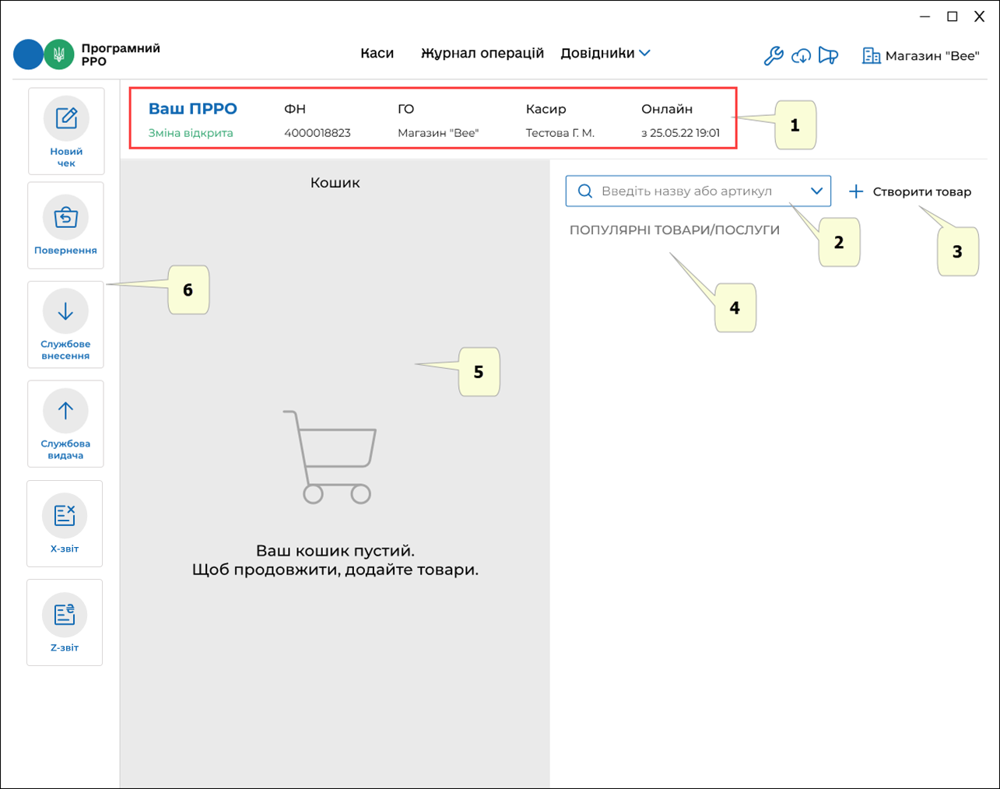 Програмний
РРО
Каси
Журнал операцій
Довідники
Магазин "Bee"
Ваш ПРРО
ФН
ГО
Касир
Онлайн
Зміна відкрита
4000018823
Магазин "Bee"
Тестова Г. М.
з 25.05.22 19:01
1
Новий
чек
Повернення
Службове
внесення
Службова
видача
X-звіт
Z-звіт
6
Кошик
5
Ваш кошик пустий.
Щоб продовжити, додайте товари.
Введіть назву або артикул
Створити товар
ПОПУЛЯРНІ ТОВАРИ/ПОСЛУГИ
2
3
4